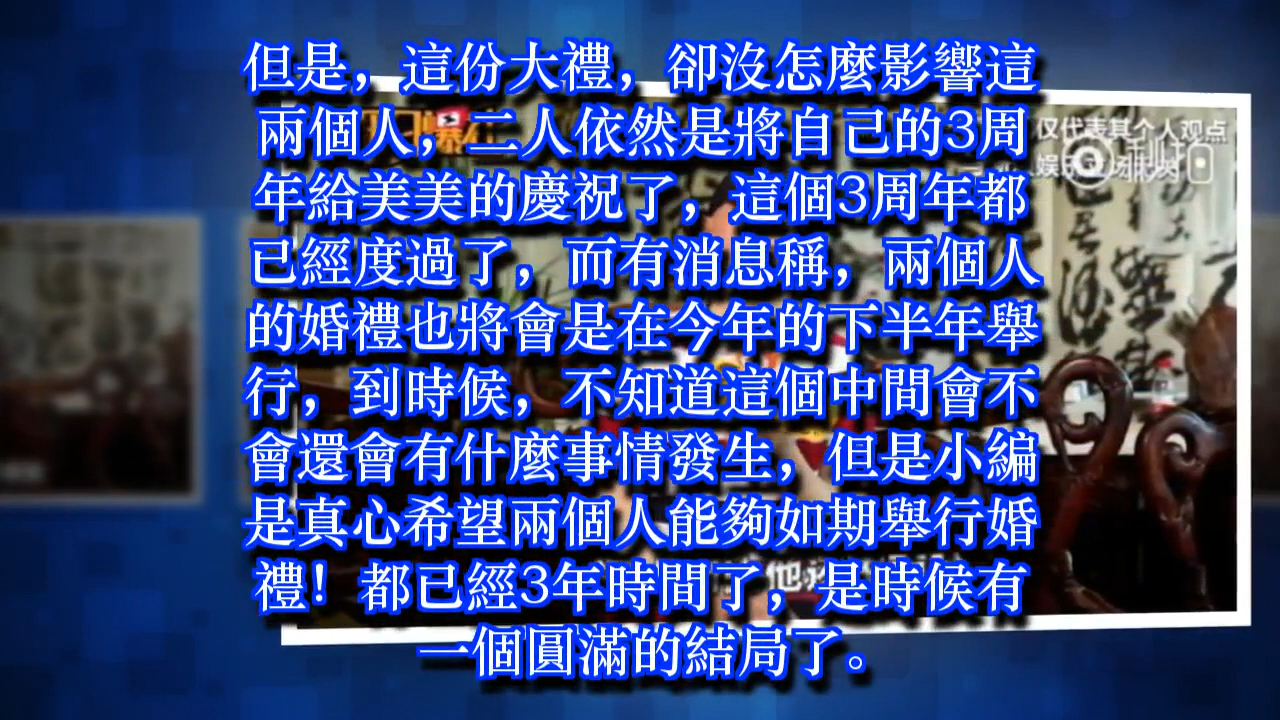 但是，這份大禮，卻沒怎麼影響這
兩個人，二人依然是將自己的3周
年給美美的慶祝了，這個3周年都
已經度過了，而有消息稱，兩個人
的婚禮也將會是在今年的下半年舉
行，到時候，不知道這個中間會不
會還會有什麼事情發生，但是小編
是真心希望兩個人能夠如期舉行婚
禮！都已經3年時間了，是時候有
一個圓滿的結局了。
仅代表其个人观点
秒拍